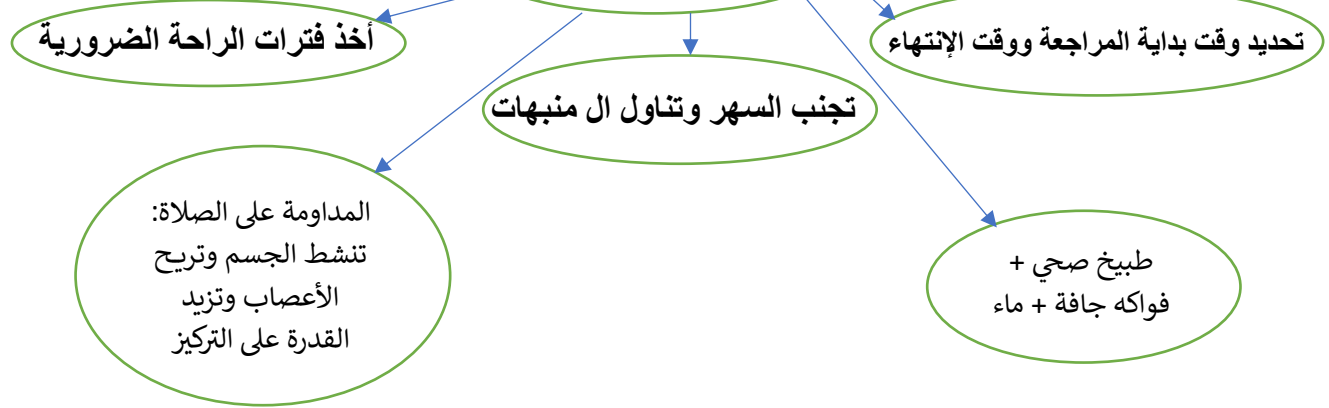 تحديد وقت بداية المراجعة ووقت الإنتهاء
أخذ فترات الراحة الضرورية
تجنب السهر وتناول ال منبهات
طبيخ صحي +
فواكه جافة + ماء
المداومة على الصلاة:
تنشط الجسم وتريح
الأعصاب وتزيد
القدرة على التركيز